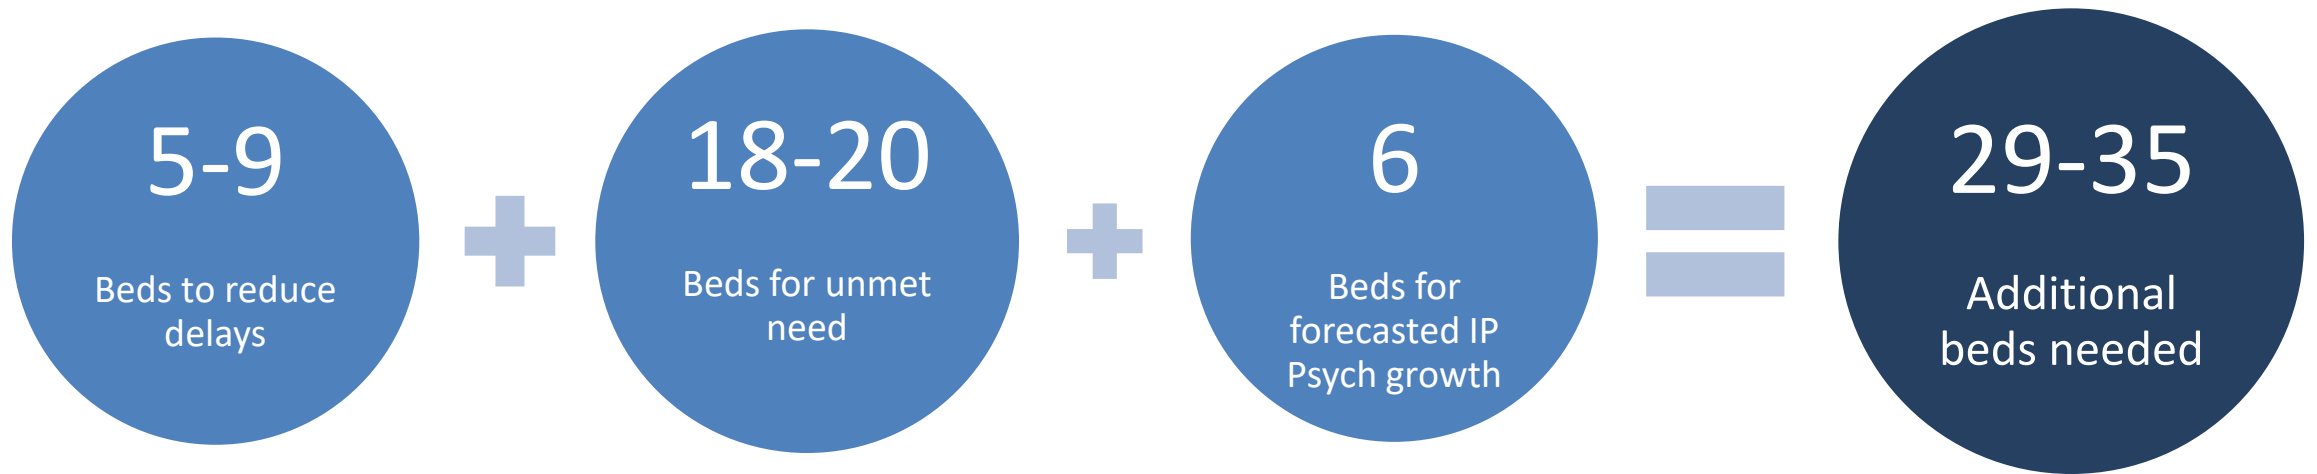 5-9
Beds to reduce
delays
18-20
Beds for unmet
need
6
Beds for
forecasted IP
Psych growth
29-35
Additional
beds needed